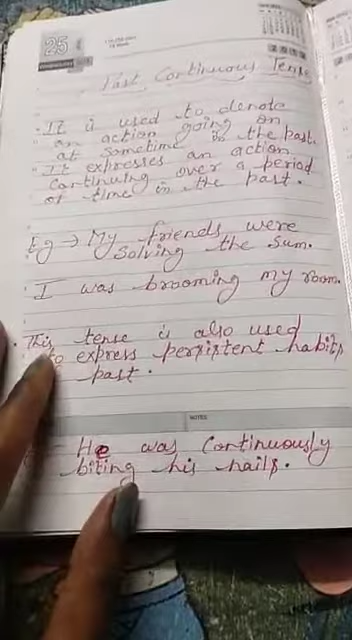 25
Past Continuous Tense
. It is used to denote
an action going on
at sometime in the past.
. It expresses an action
continuing over a period
of time in the past.
Eg → My friends were
solving the sum.
I was brooming my room.
. This tense is also used
to express persistent habits
past.
NOTES
He was Continuously
biting his nails.